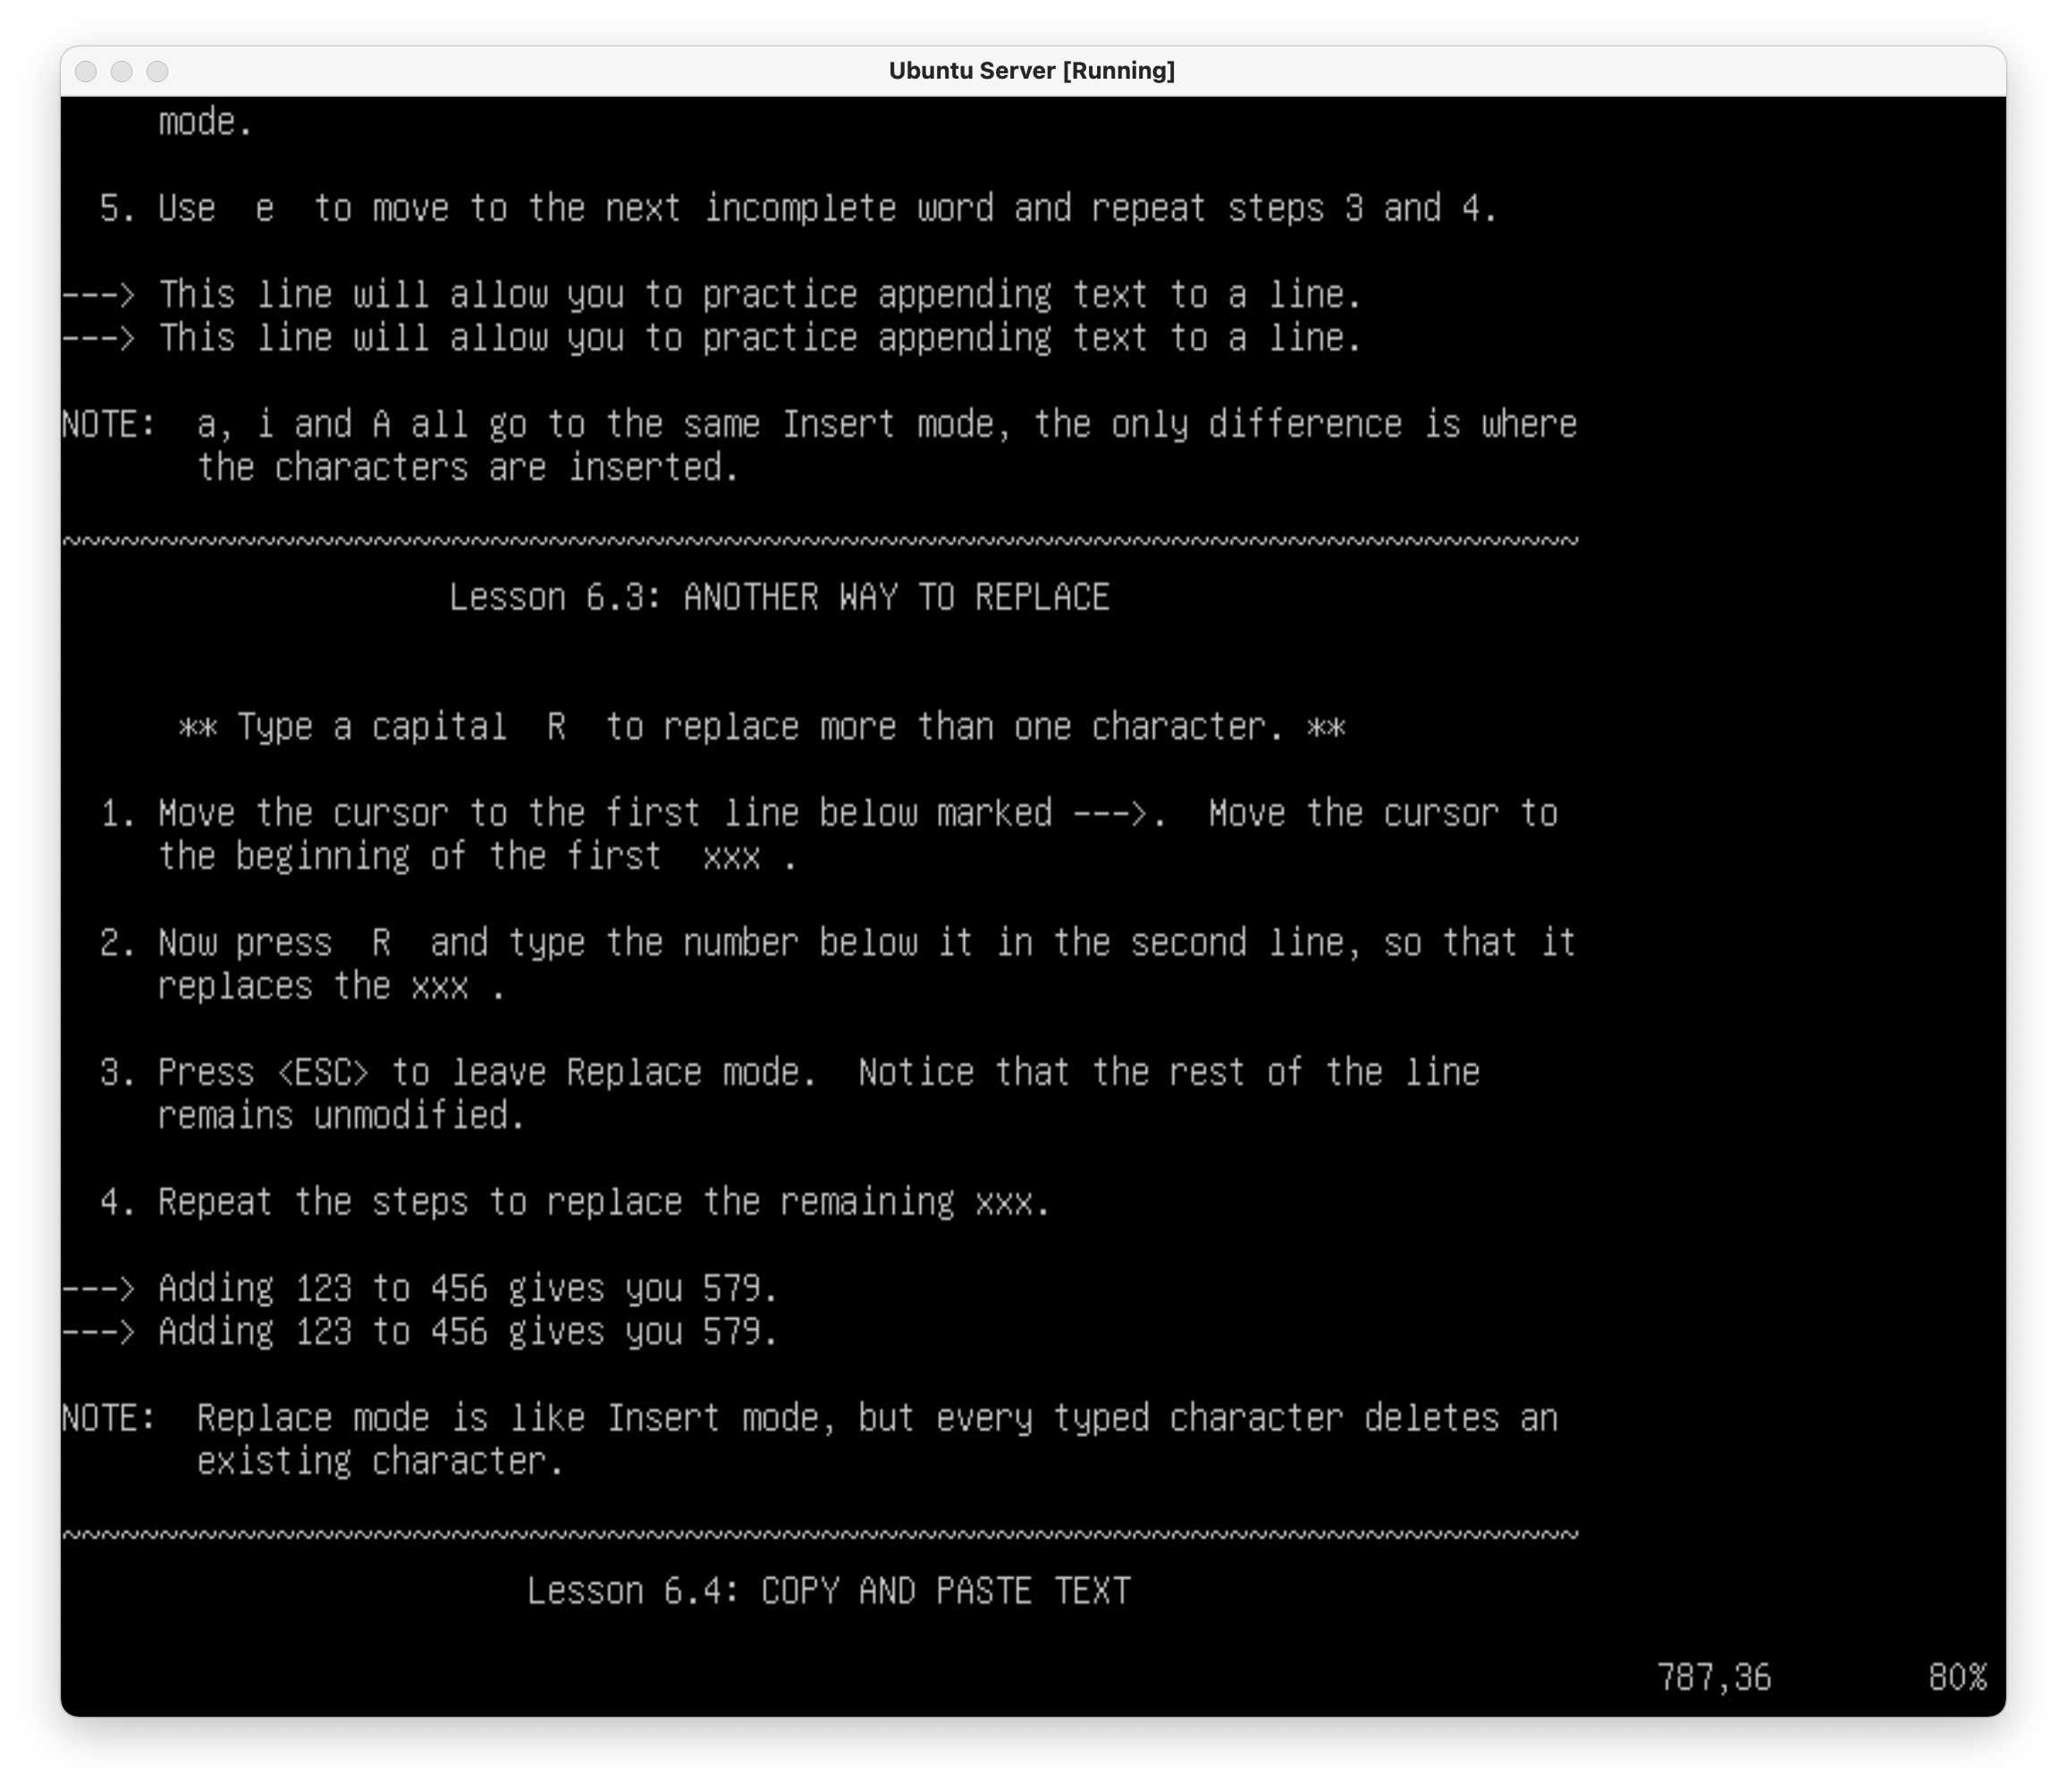 Ubuntu Server [Running]
     mode.
  5. Use  e  to move to the next incomplete word and repeat steps 3 and 4.
---> This line will allow you to practice appending text to a line.
---> This line will allow you to practice appending text to a line.
NOTE:  a, i and A all go to the same Insert mode, the only difference is where
       the characters are inserted.
~~~~~~~~~~~~~~~~~~~~~~~~~~~~~~~~~~~~~~~~~~~~~~~~~~~~~~~~~~~~~~~~~~~~~~~~~~~~~~
                    Lesson 6.3: ANOTHER WAY TO REPLACE
      ** Type a capital  R  to replace more than one character. **
  1. Move the cursor to the first line below marked --->.  Move the cursor to
     the beginning of the first  xxx .
  2. Now press  R  and type the number below it in the second line, so that it
     replaces the xxx .
  3. Press <ESC> to leave Replace mode.  Notice that the rest of the line
     remains unmodified.
  4. Repeat the steps to replace the remaining xxx.
---> Adding 123 to 456 gives you 579.
---> Adding 123 to 456 gives you 579.
NOTE:  Replace mode is like Insert mode, but every typed character deletes an
       existing character.
~~~~~~~~~~~~~~~~~~~~~~~~~~~~~~~~~~~~~~~~~~~~~~~~~~~~~~~~~~~~~~~~~~~~~~~~~~~~~~
                        Lesson 6.4: COPY AND PASTE TEXT
787,36        80%